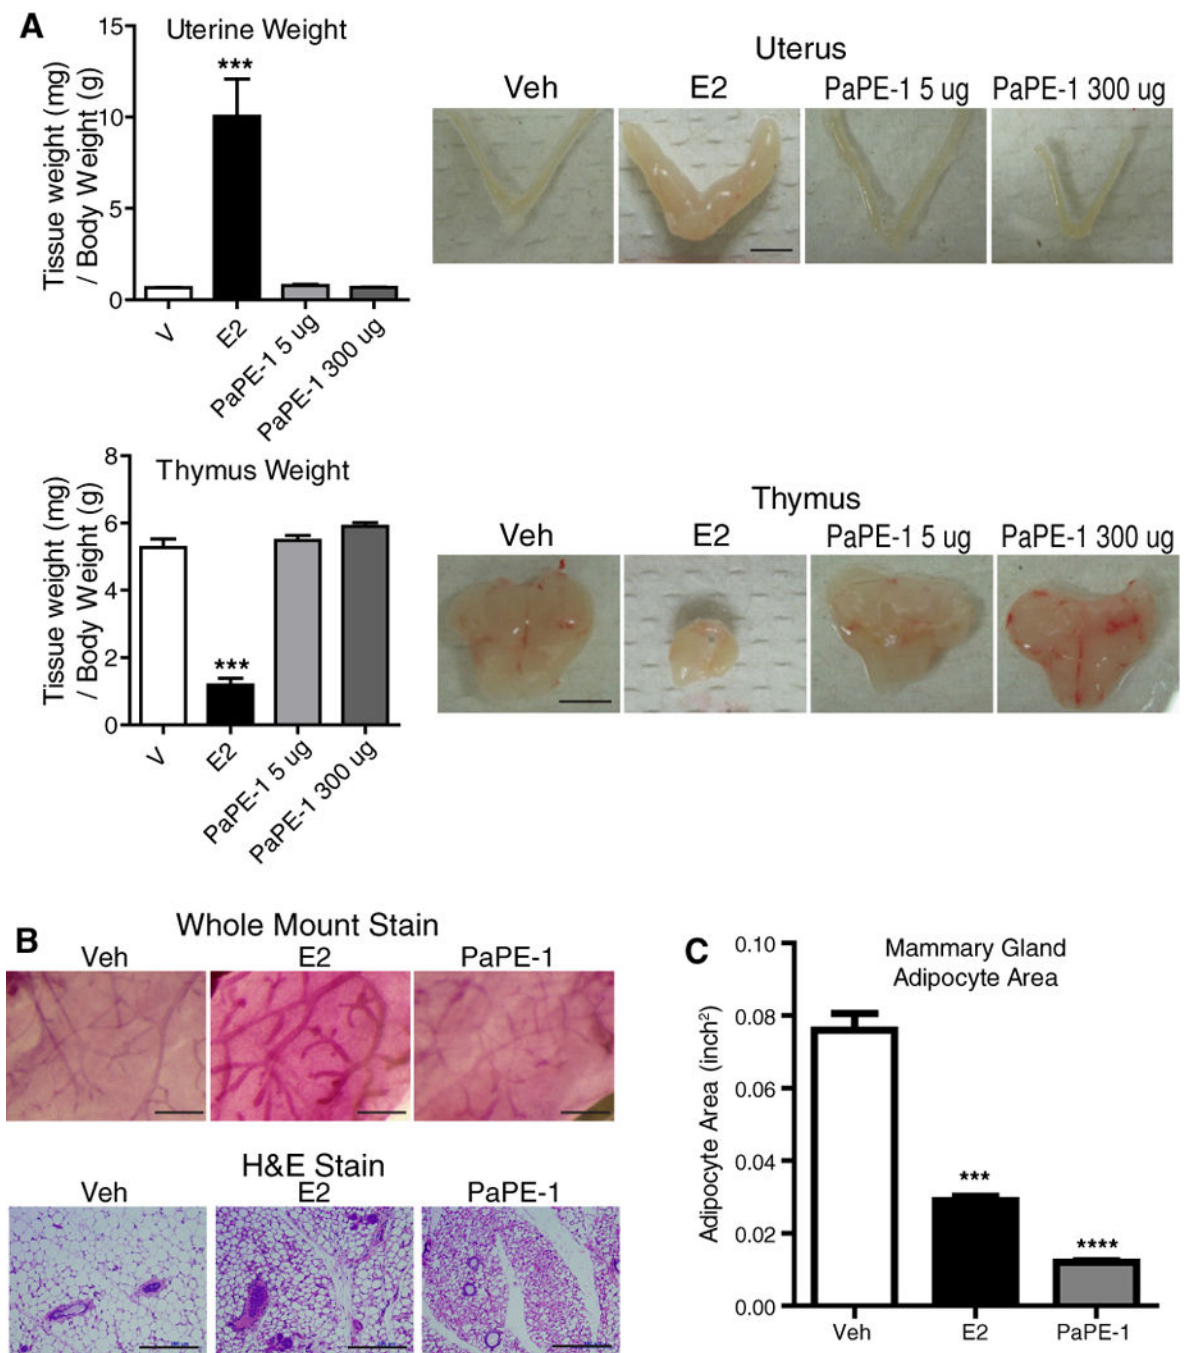 A
Uterine Weight
15
10
5
0
Tissue weight (mg)
/ Body Weight (g)
***
V
E2
PaPE-1 5 ug
PaPE-1 300 ug
Uterus
Veh E2 PaPE-1 5 ug PaPE-1 300 ug
Thymus Weight
8
6
4
2
0
Tissue weight (mg)
/ Body Weight (g)
***
V
E2
PaPE-1 5 ug
PaPE-1 300 ug
Thymus
Veh E2 PaPE-1 5 ug PaPE-1 300 ug
B
Whole Mount Stain
Veh E2 PaPE-1
H&E Stain
Veh E2 PaPE-1
C
Mammary Gland
Adipocyte Area
0.10
0.08
0.06
0.04
0.02
0.00
Adipocyte Area (inch²)
***
****
Veh E2 PaPE-1